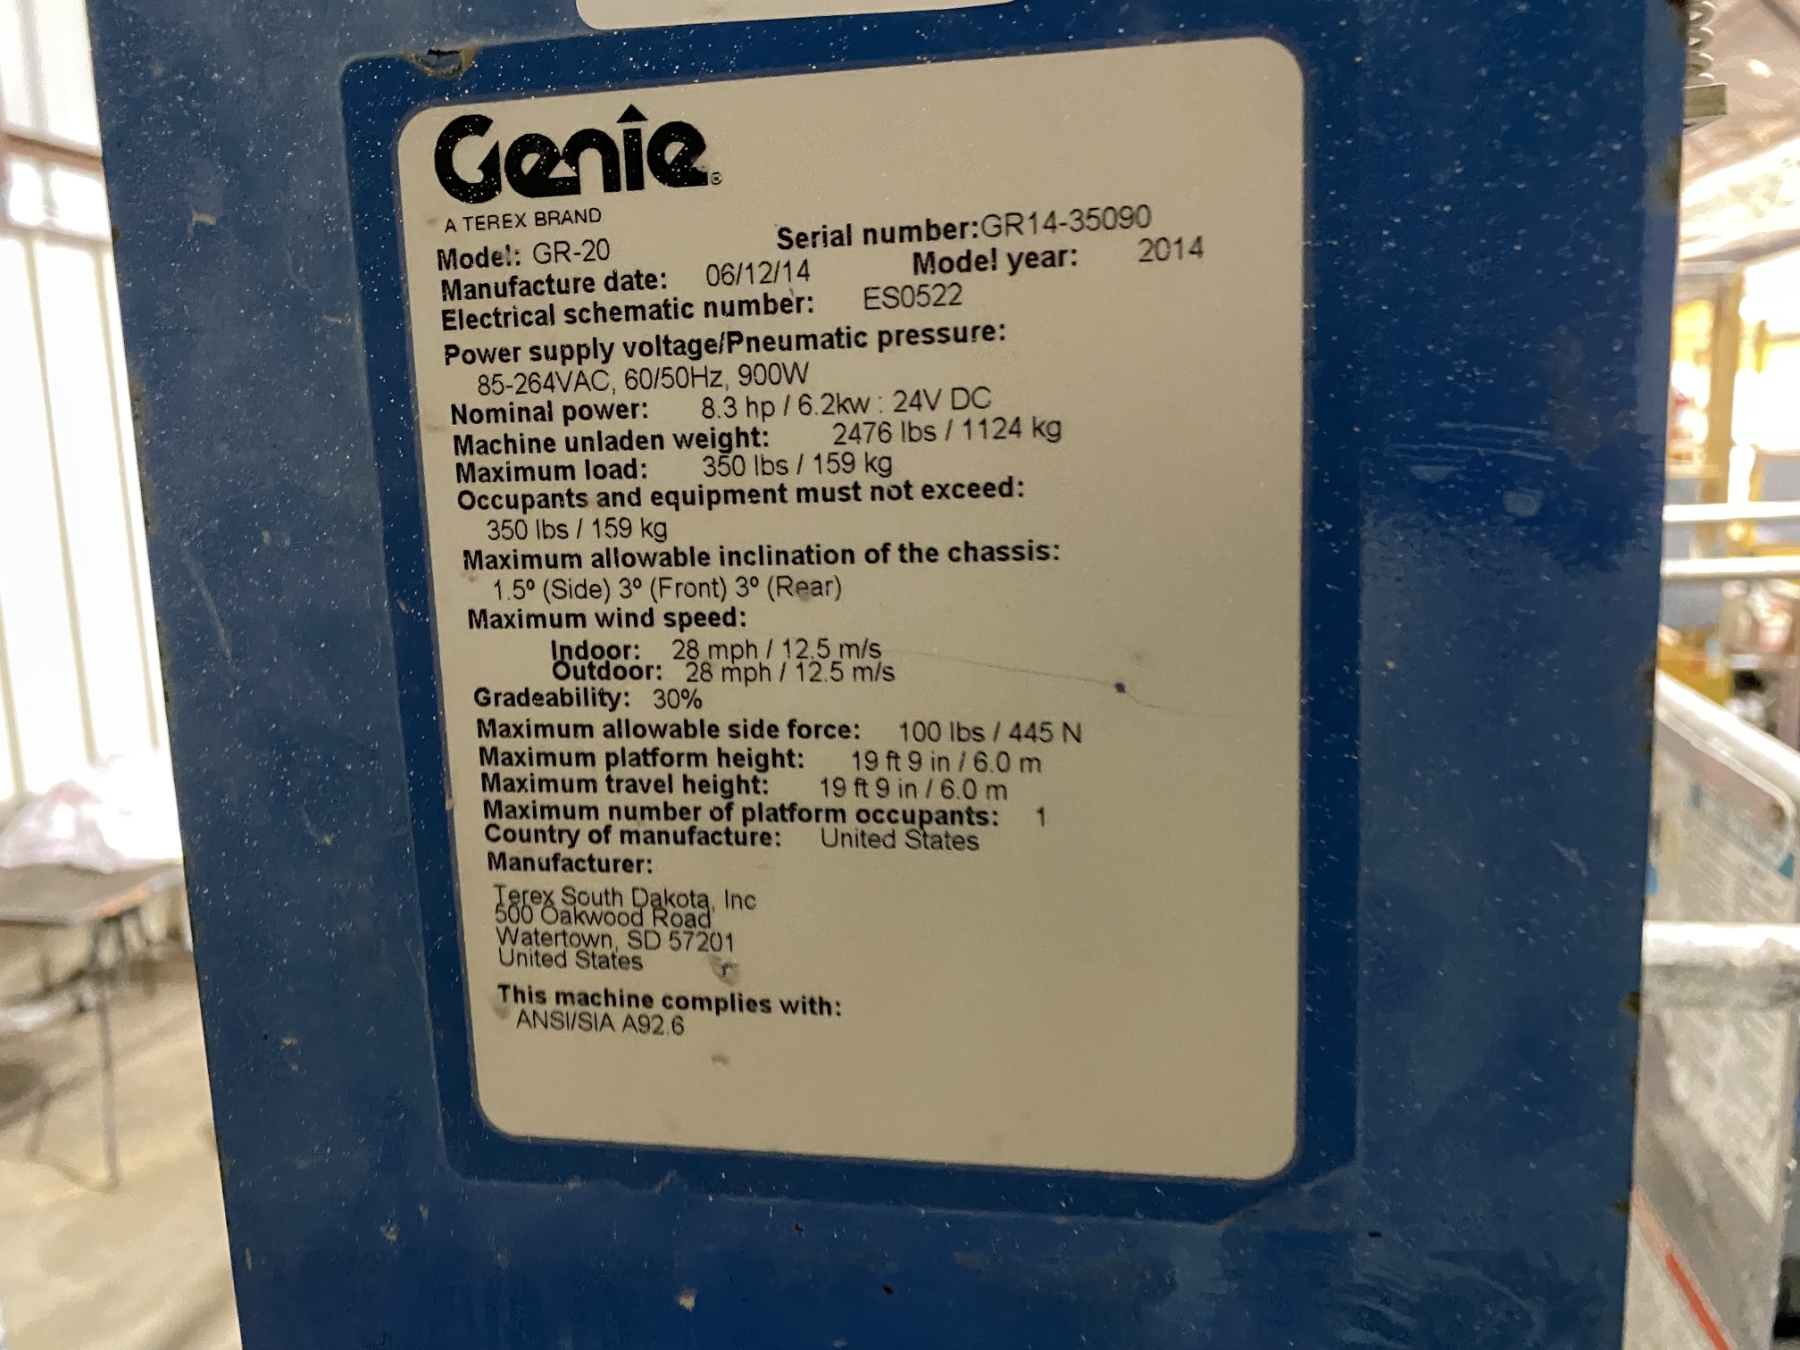 Genie®
A TEREX BRAND
Model: GR-20 Serial number:GR14-35090
Manufacture date: 06/12/14 Model year: 2014
Electrical schematic number: ES0522
Power supply voltage/Pneumatic pressure:
85-264VAC, 60/50Hz, 900W
Nominal power: 8.3 hp / 6.2kw : 24V DC
Machine unladen weight: 2476 lbs / 1124 kg
Maximum load: 350 lbs / 159 kg
Occupants and equipment must not exceed:
350 lbs / 159 kg
Maximum allowable inclination of the chassis:
1.5º (Side) 3º (Front) 3º (Rear)
Maximum wind speed:
Indoor: 28 mph / 12.5 m/s
Outdoor: 28 mph / 12.5 m/s
Gradeability: 30%
Maximum allowable side force: 100 lbs / 445 N
Maximum platform height: 19 ft 9 in / 6.0 m
Maximum travel height: 19 ft 9 in / 6.0 m
Maximum number of platform occupants: 1
Country of manufacture: United States
Manufacturer:
Terex South Dakota, Inc
500 Oakwood Road
Watertown, SD 57201
United States
This machine complies with:
ANSI/SIA A92.6